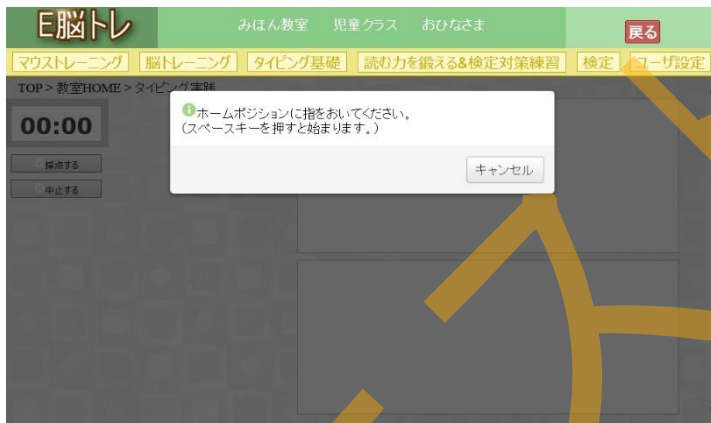 E脳トレ
みほん教室 児童クラス おひなさま
戻る
マウストレーニング 脳トレーニング タイピング基礎 読む力を鍛える&検定対策練習 検定 ユーザ設定
TOP > 教室HOME > タイピング実践
00:00
採点する
中止する
ホームポジションに指をおいてください。
(スペースキーを押すと始まります。)
キャンセル